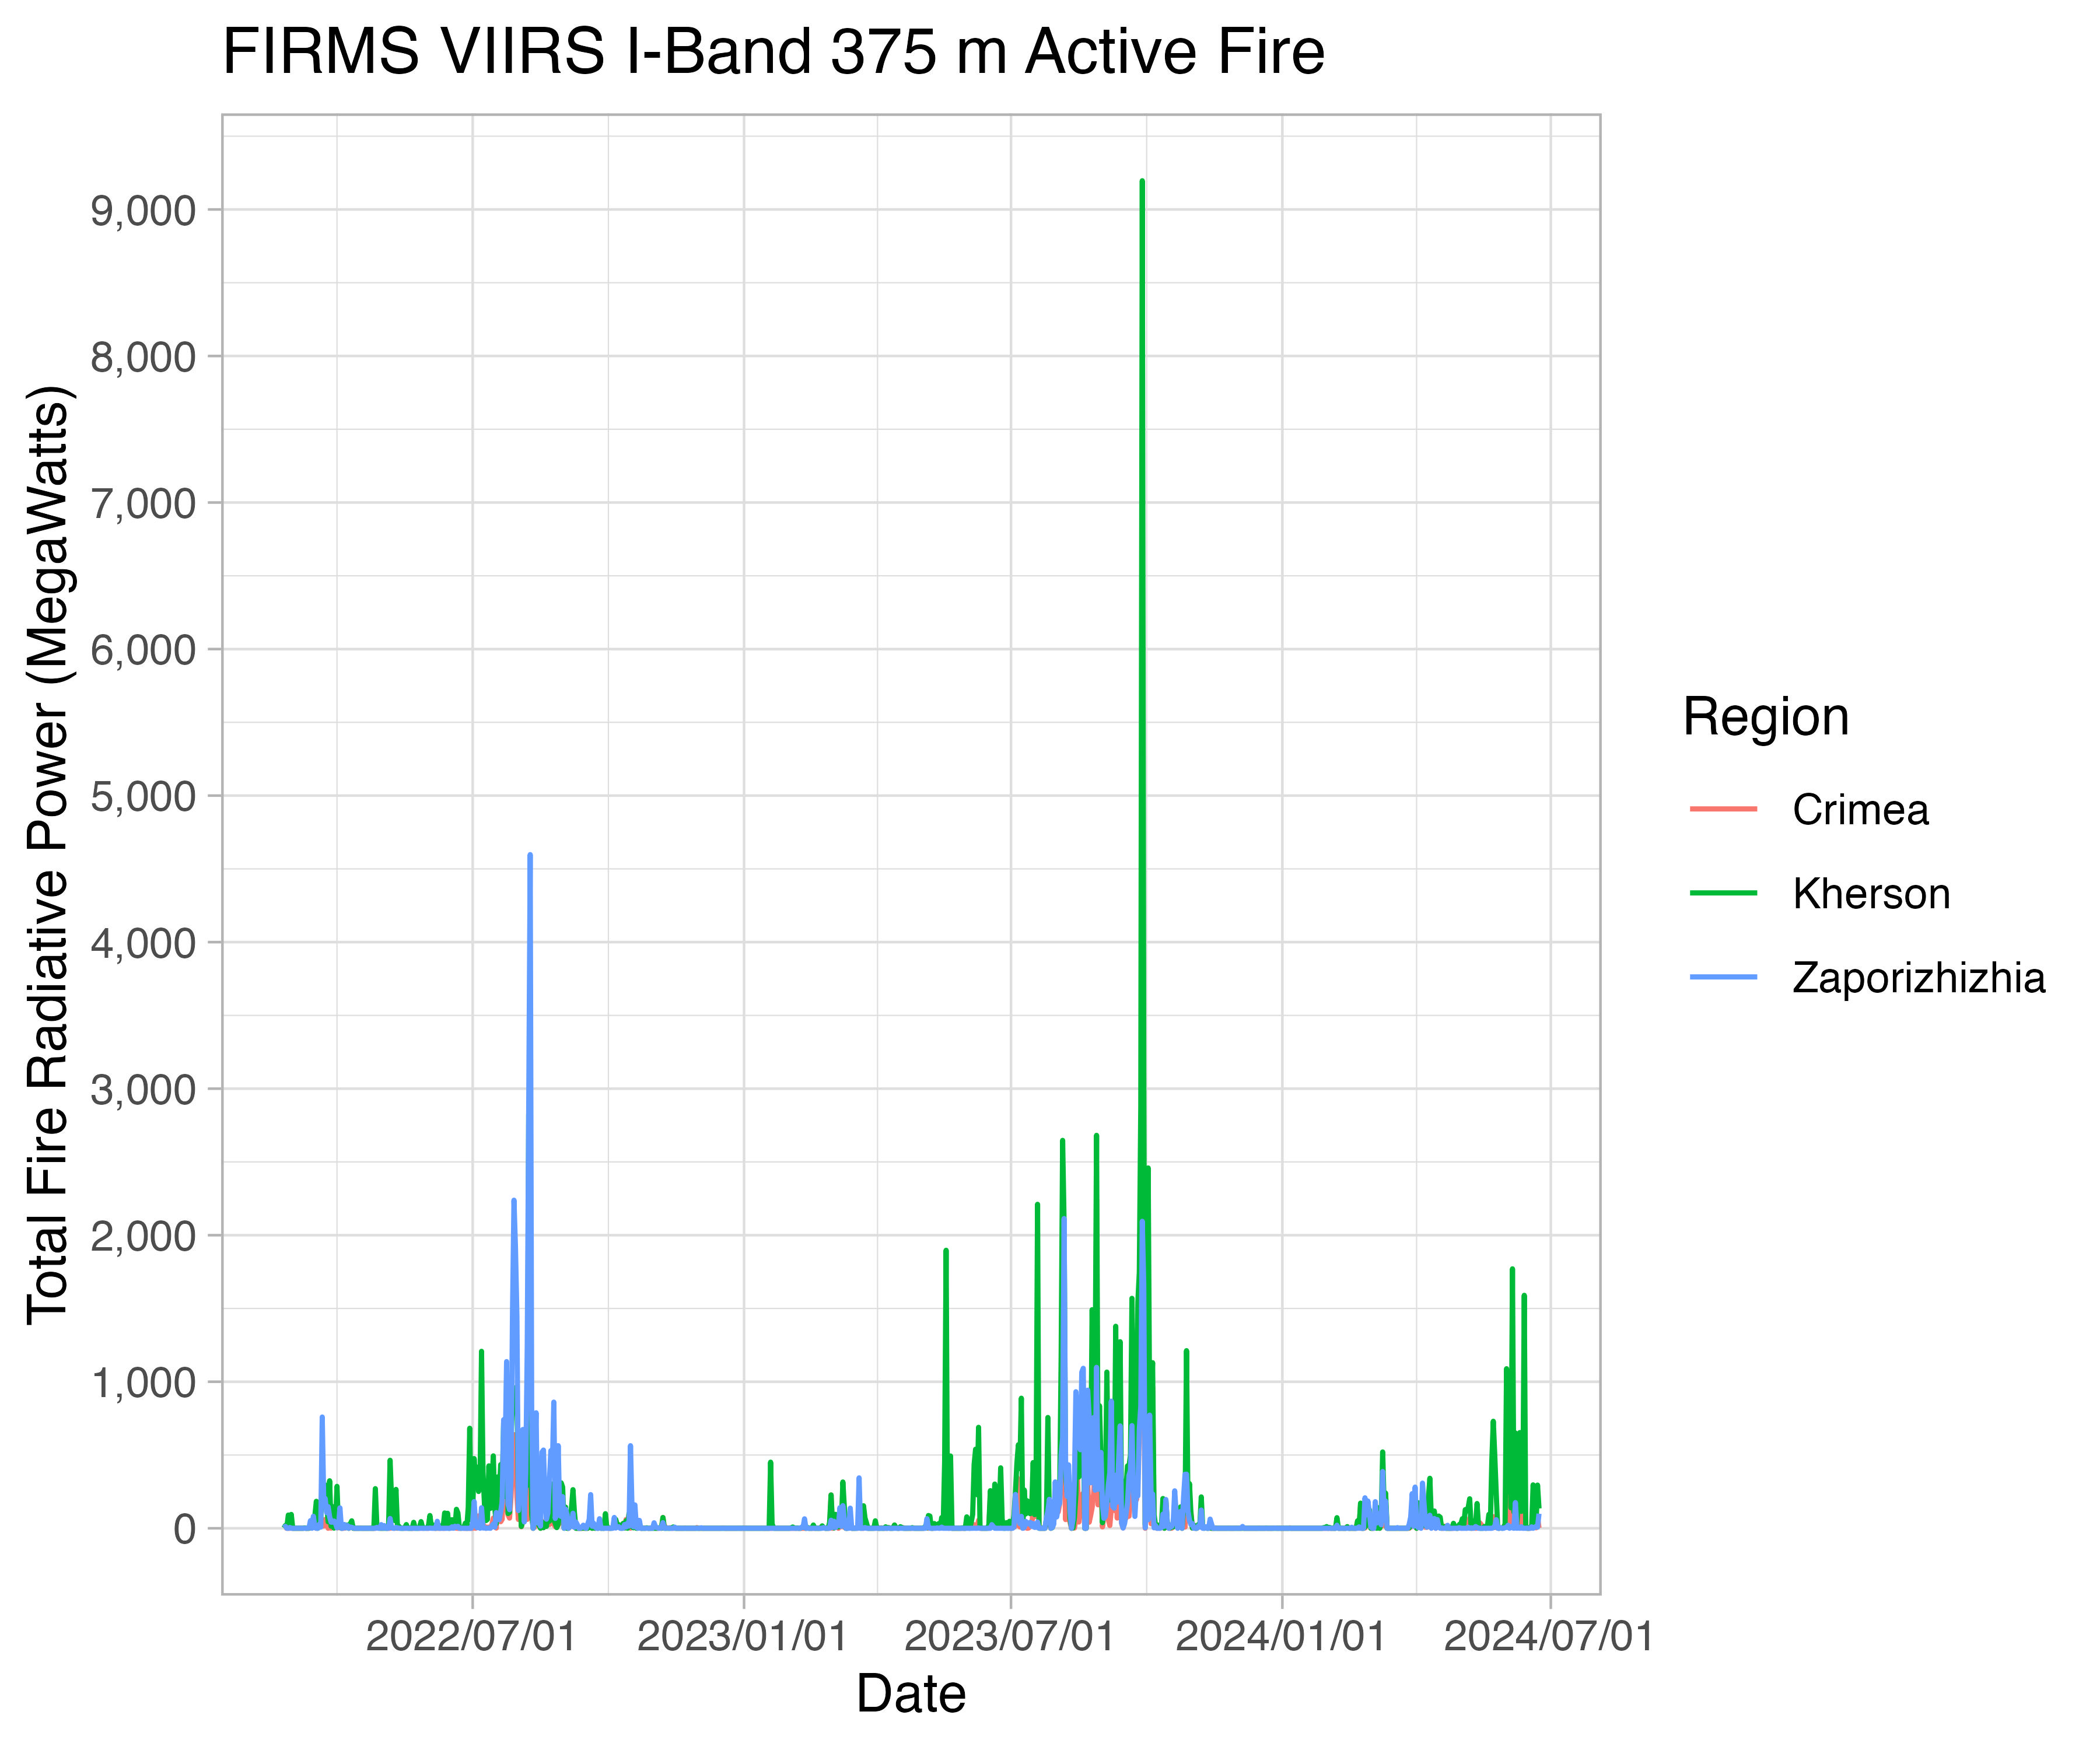 FIRMS VIIRS I-Band 375 m Active Fire
Total Fire Radiative Power (MegaWatts)
9,000
8,000
7,000
6,000
5,000
4,000
3,000
2,000
1,000
0
2022/07/01 2023/01/01 2023/07/01 2024/01/01 2024/07/01
Date
Region
Crimea
Kherson
Zaporizhizhia